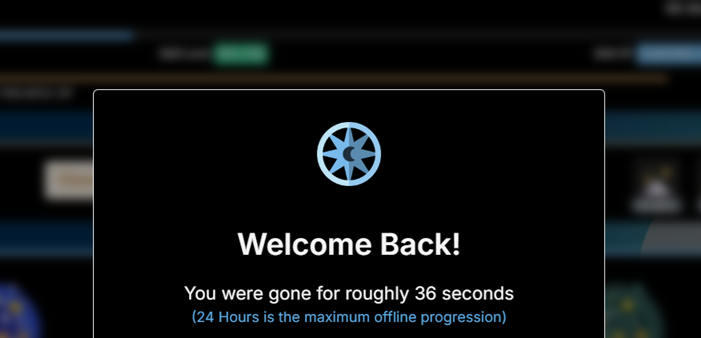 Welcome Back!
You were gone for roughly 36 seconds
(24 Hours is the maximum offline progression)